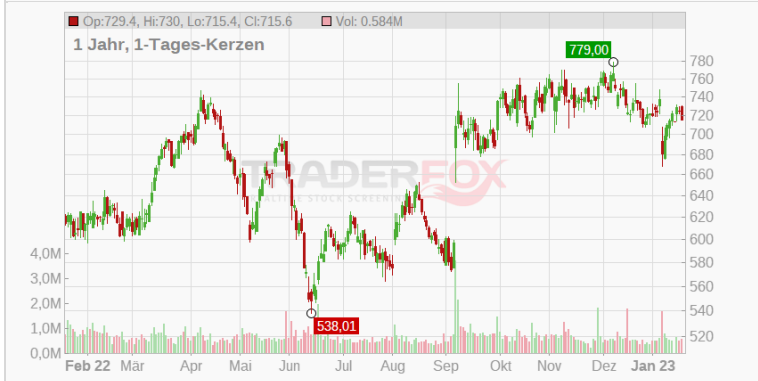 Op:729.4, Hi:730, Lo:715.4, Cl:715.6 Vol: 0.584M
1 Jahr, 1-Tages-Kerzen
779,00
780
760
740
720
700
680
TRADERFOX
660
640
620
600
4,0M
580
3,0M
560
2,0M
540
538,01
1,0M
520
0,0M
Feb 22 Mär Apr Mai Jun Jul Aug Sep Okt Nov Dez Jan 23